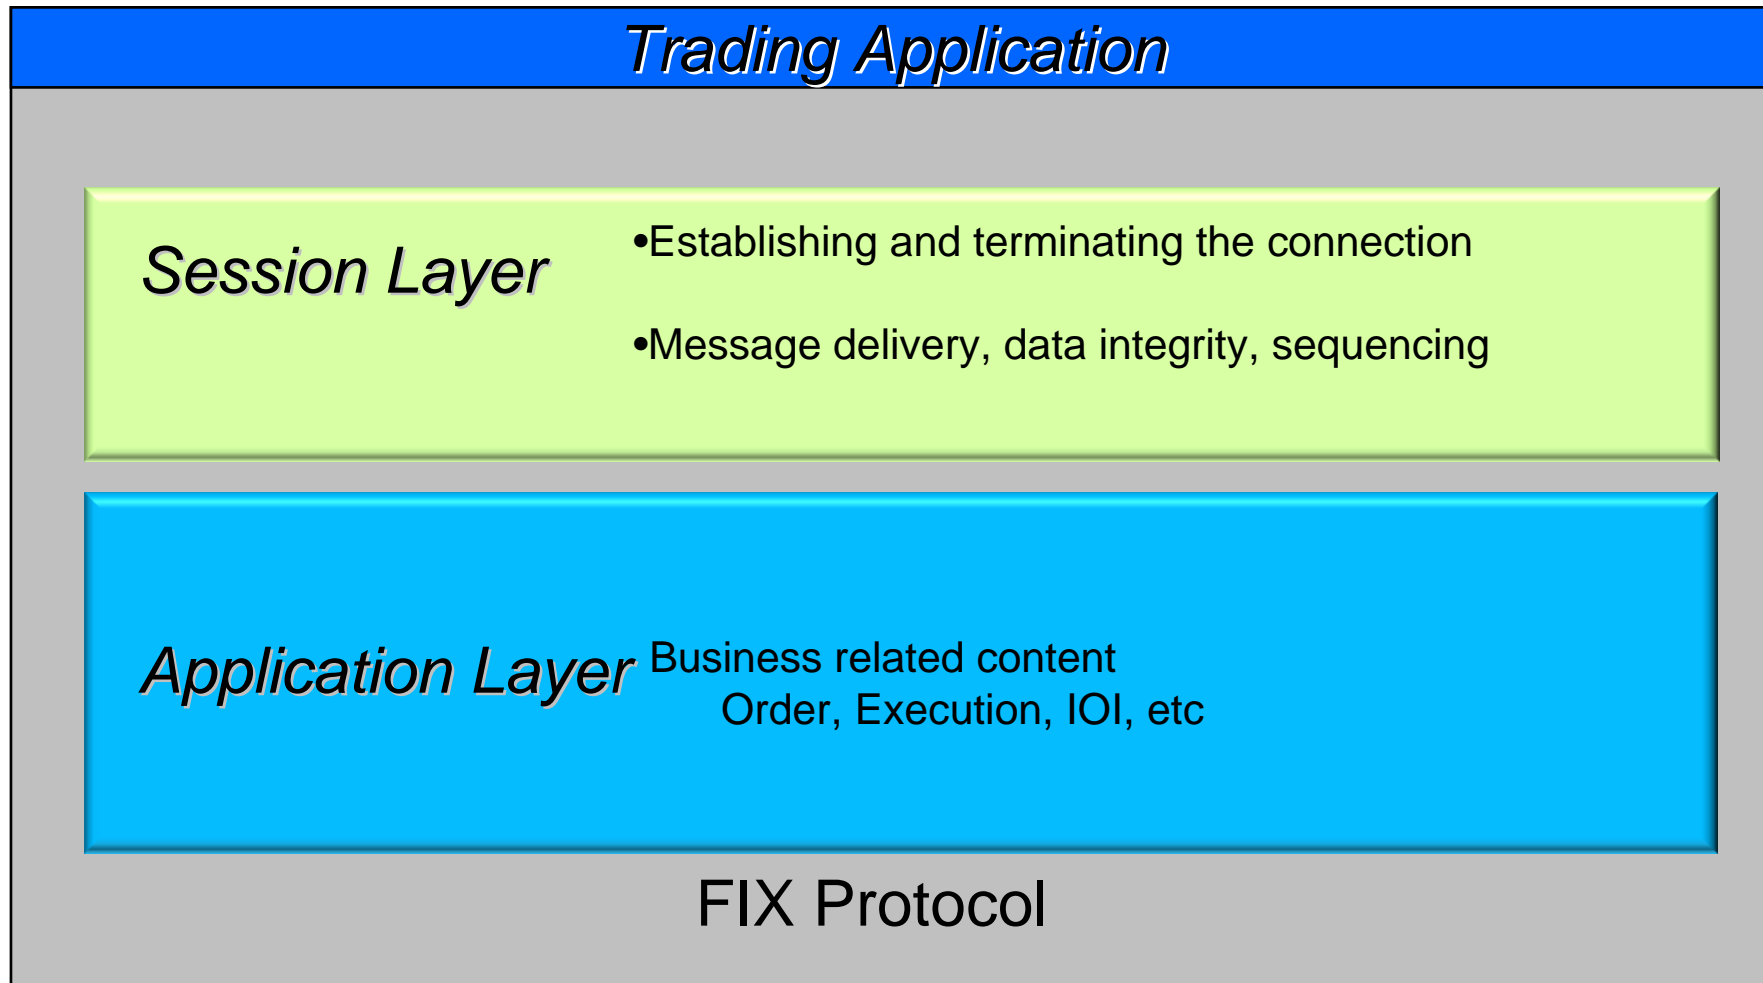 Trading Application
Session Layer
•Establishing and terminating the connection
•Message delivery, data integrity, sequencing
Application Layer
Business related content
Order, Execution, IOI, etc
FIX Protocol